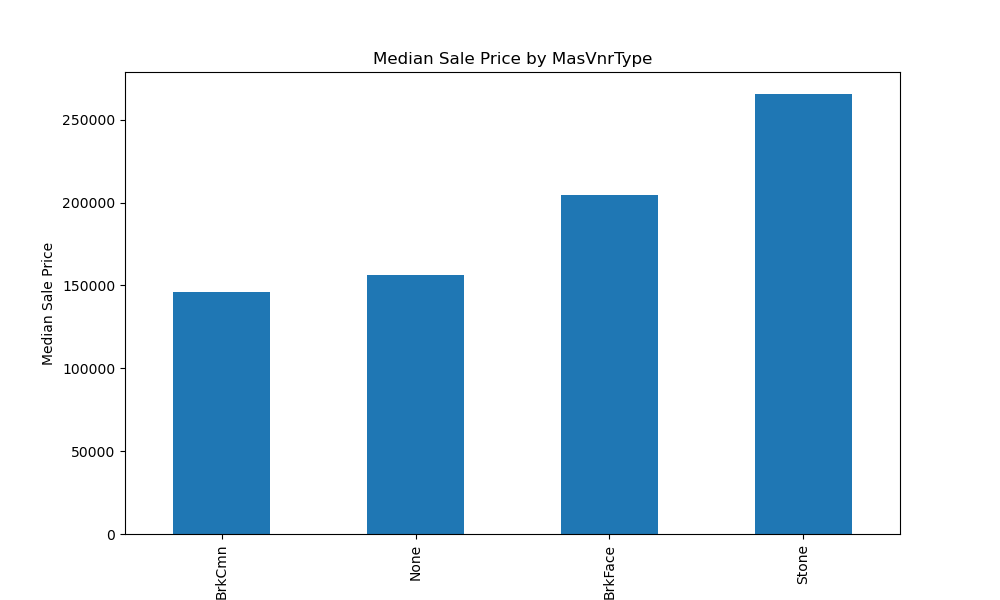 Median Sale Price by MasVnrType
Median Sale Price
250000
200000
150000
100000
50000
0
BrkCmn
None
BrkFace
Stone